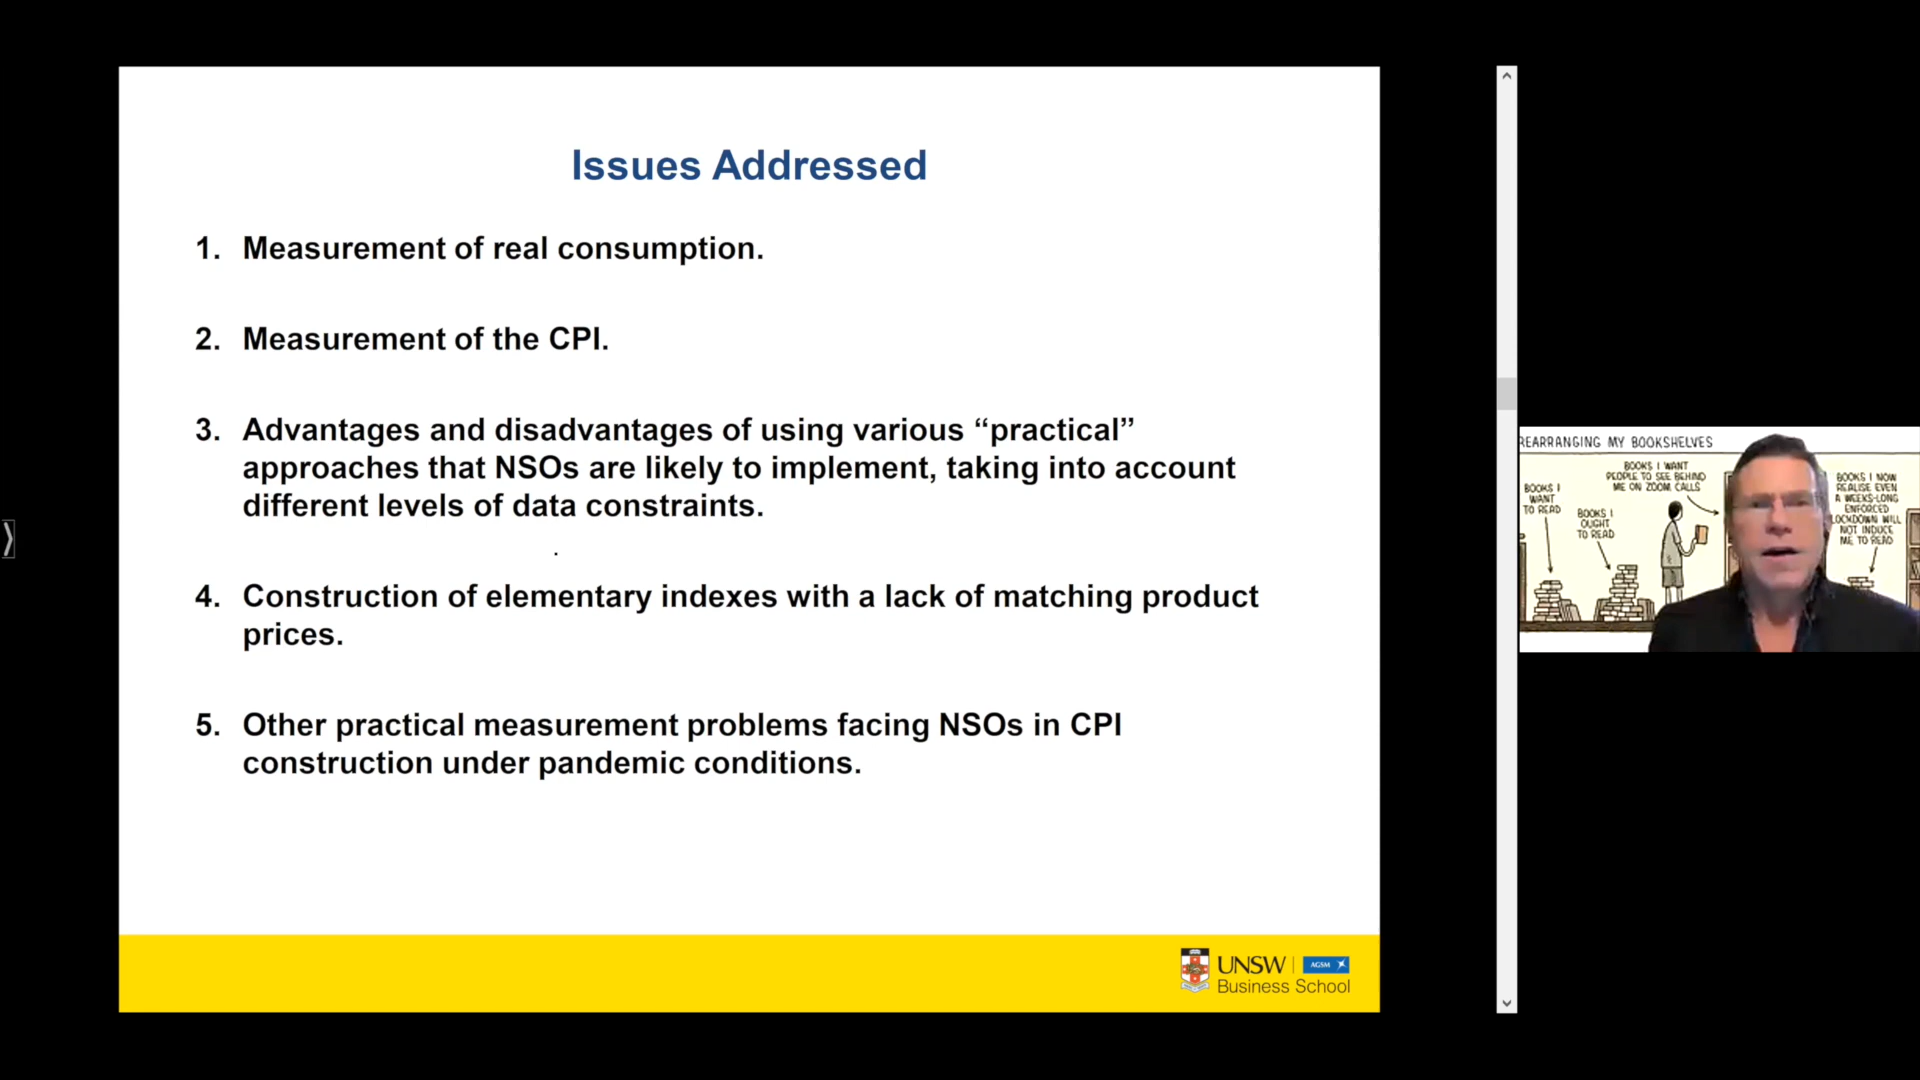 Issues Addressed
1. Measurement of real consumption.
2. Measurement of the CPI.
3. Advantages and disadvantages of using various “practical”
approaches that NSOs are likely to implement, taking into account
different levels of data constraints.
.
4. Construction of elementary indexes with a lack of matching product
prices.
5. Other practical measurement problems facing NSOs in CPI
construction under pandemic conditions.
UNSW AGSM
Business School
REARRANGING MY BOOKSHELVES
BOOKS I
WANT
TO READ
BOOKS I
OUGHT
TO READ
BOOKS I WANT
PEOPLE TO SEE BEHIND
ME ON ZOOM CALLS
BOOKS I NOW
REALISE EVEN
A WEEKS-LONG
ENFORCED
LOCKDOWN WILL
NOT INDUCE
ME TO READ